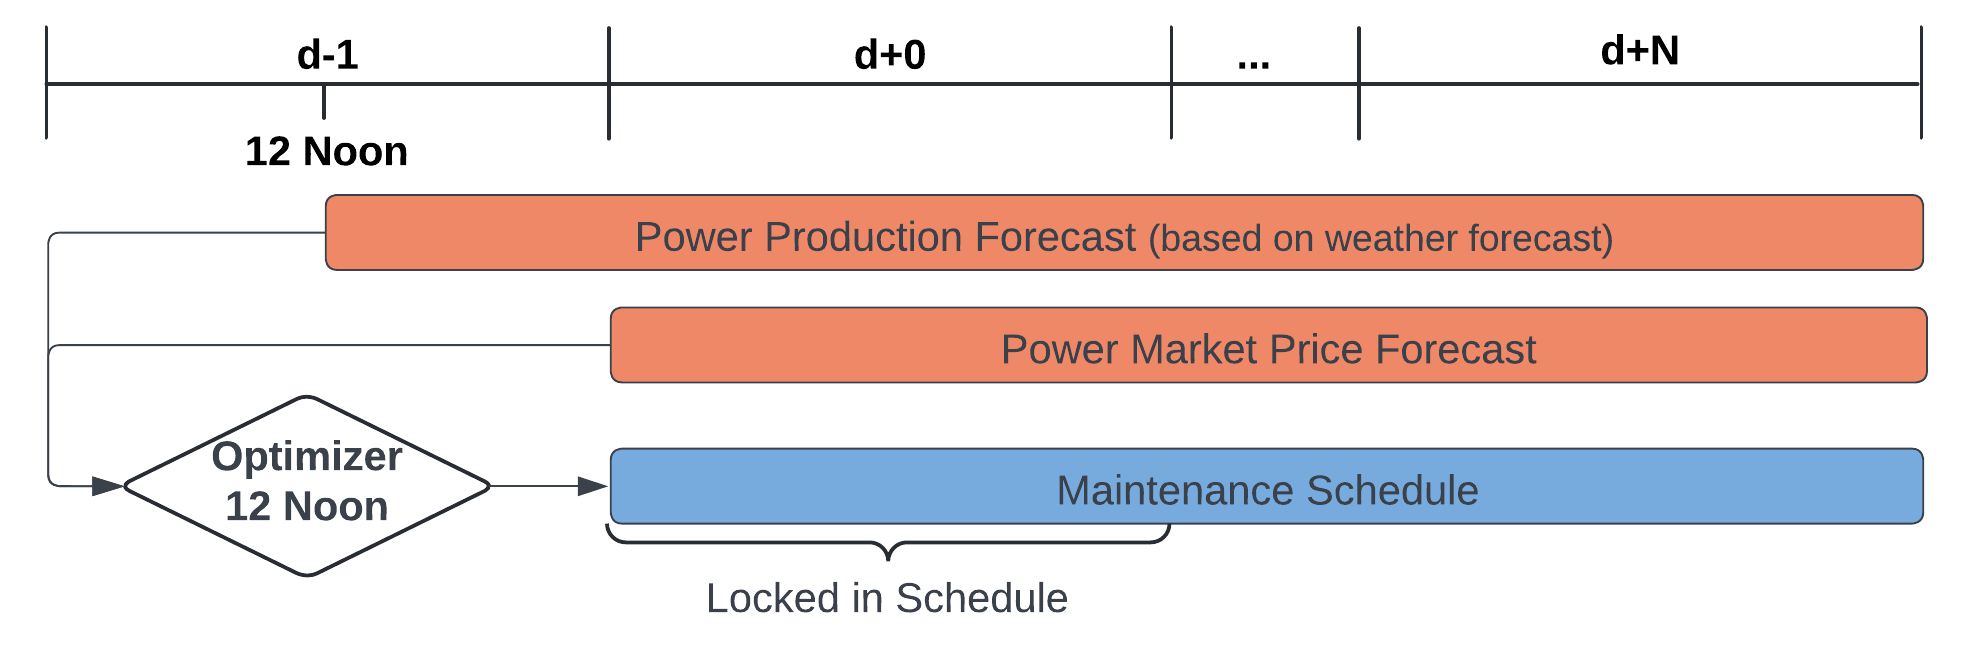 d-1
d+0
...
d+N
12 Noon
Power Production Forecast (based on weather forecast)
Power Market Price Forecast
Optimizer
12 Noon
Maintenance Schedule
Locked in Schedule